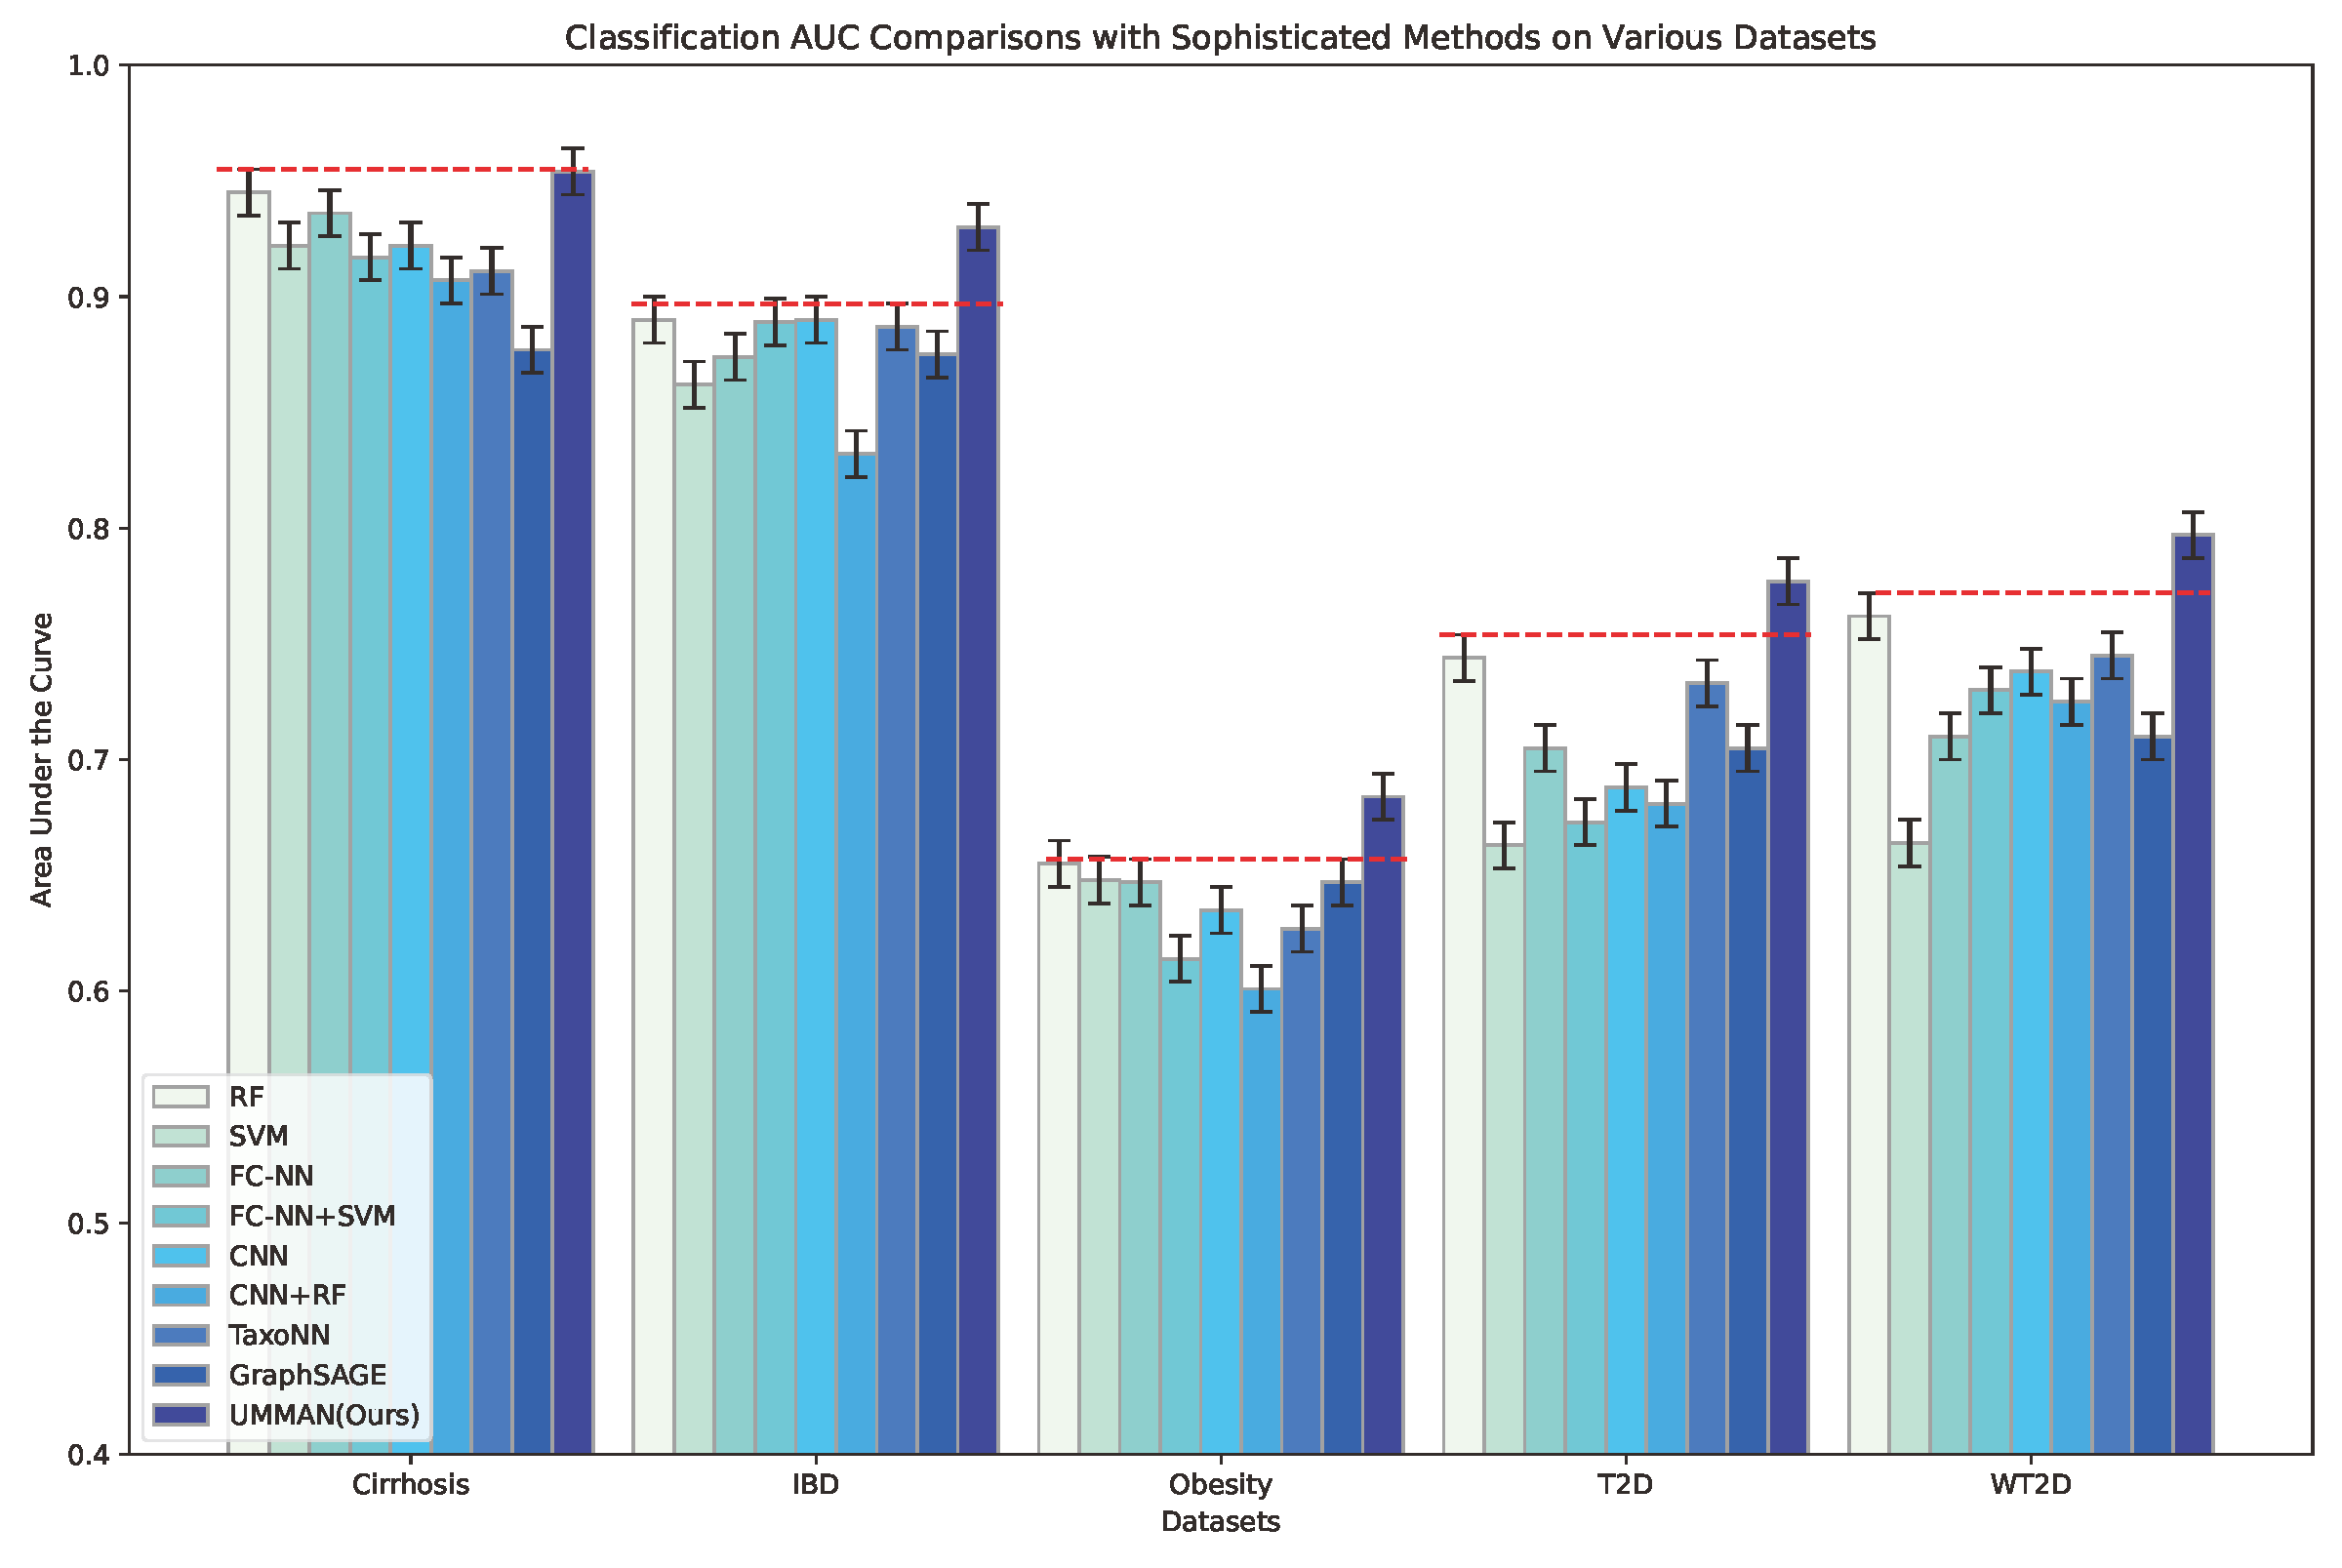 Classification AUC Comparisons with Sophisticated Methods on Various Datasets
1.0
0.9
0.8
0.7
0.6
0.5
0.4
Area Under the Curve
RF
SVM
FC-NN
FC-NN+SVM
CNN
CNN+RF
TaxoNN
GraphSAGE
UMMAN(Ours)
Cirrhosis
IBD
Obesity
T2D
WT2D
Datasets